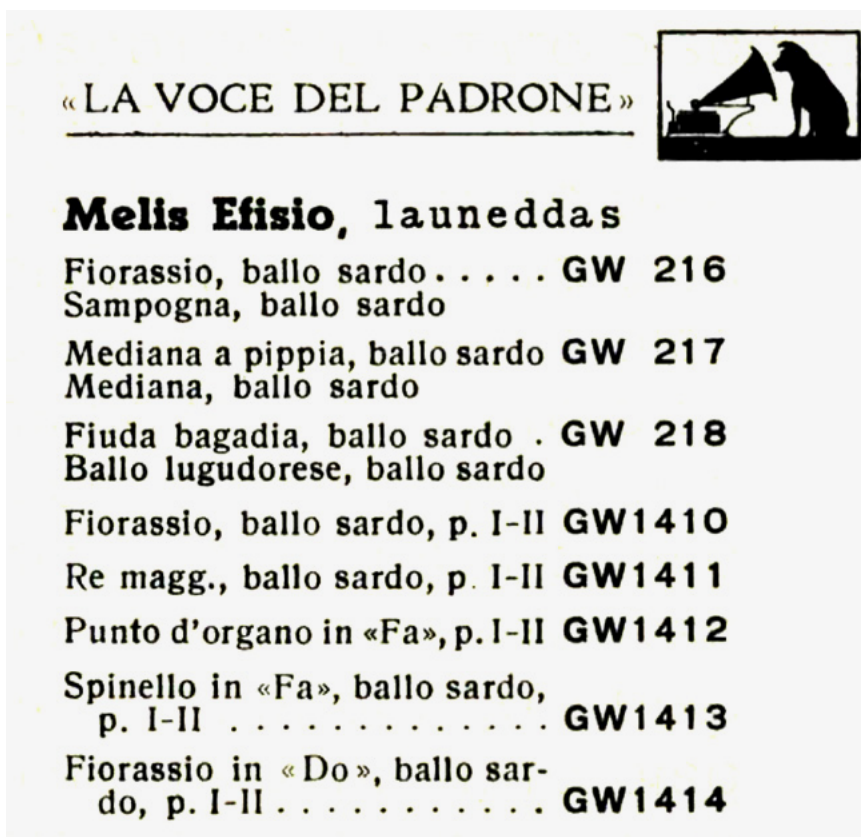 «LA VOCE DEL PADRONE»
Melis Efisio, launeddas
Fiorassio, ballo sardo . . . . . GW 216
Sampogna, ballo sardo
Mediana a pippia, ballo sardo GW 217
Mediana, ballo sardo
Fiuda bagadia, ballo sardo . GW 218
Ballo lugudorese, ballo sardo
Fiorassio, ballo sardo, p. I-II GW1410
Re magg., ballo sardo, p. I-II GW1411
Punto d'organo in «Fa», p. I-II GW1412
Spinello in «Fa», ballo sardo,
p. I-II . . . . . . . . . . . . . GW1413
Fiorassio in «Do», ballo sar-
do, p. I-II . . . . . . . . . . . GW1414